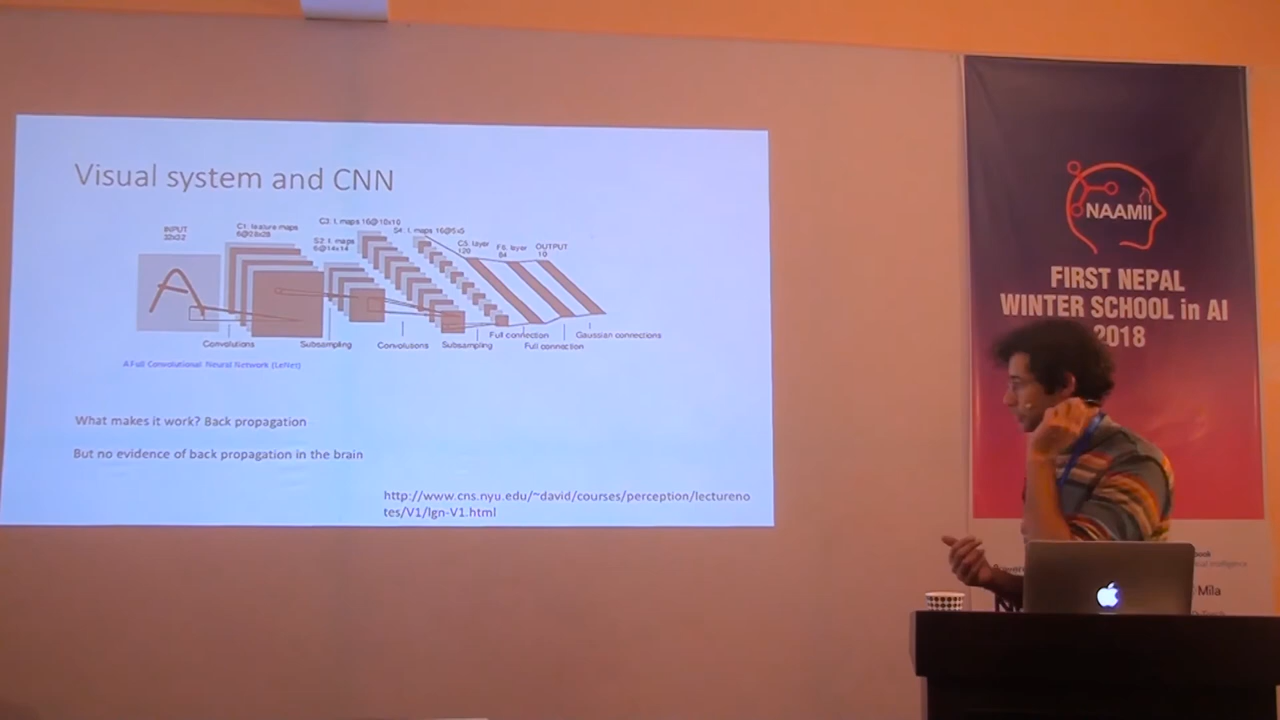 Visual system and CNN
INPUT
32x32
C1: feature maps
6@28x28
S2: f. maps
6@14x14
C3: f. maps 16@10x10
S4: f. maps 16@5x5
C5: layer
120
F6: layer
84
OUTPUT
10
Convolutions
Subsampling
Convolutions
Subsampling
Full connection
Full connection
Gaussian connections
A Full Convolutional Neural Network (LeNet)
What makes it work? Back propagation
But no evidence of back propagation in the brain
http://www.cns.nyu.edu/~david/courses/perception/lectureno
tes/V1/lgn-V1.html
NAAMII
FIRST NEPAL
WINTER SCHOOL in AI
2018
Mila